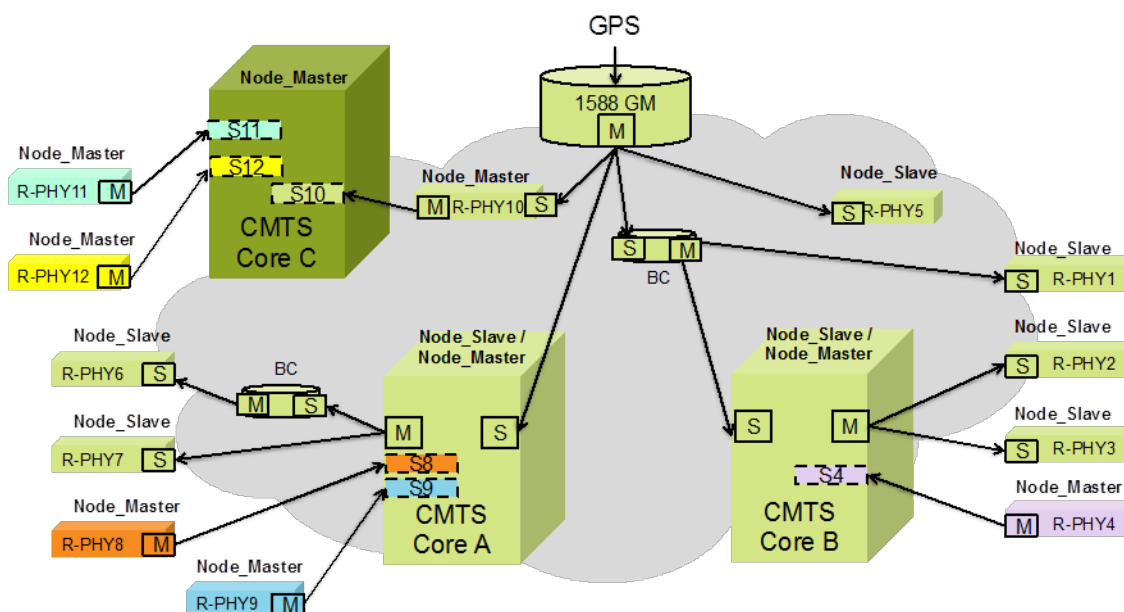 GPS
1588 GM
M
Node_Master
S11
S12
S10
CMTS
Core C
Node_Master
R-PHY11 M
Node_Master
R-PHY12 M
Node_Master
M R-PHY10 S
Node_Slave
S R-PHY5
S M
BC
Node_Slave
S R-PHY1
Node_Slave
R-PHY6 S
BC
M S
Node_Slave
R-PHY7 S
Node_Master
R-PHY8 M
Node_Master
R-PHY9 M
Node_Slave /
Node_Master
M S
S8
S9
CMTS
Core A
Node_Slave /
Node_Master
S M
S4
CMTS
Core B
Node_Slave
S R-PHY2
Node_Slave
S R-PHY3
Node_Master
M R-PHY4